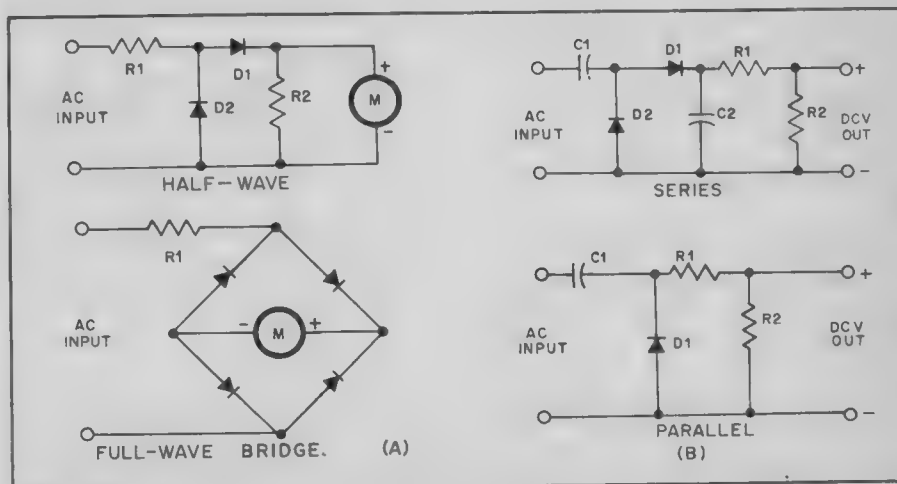 R1
D1
AC
INPUT
D2
R2
+
M
-
HALF-WAVE
R1
AC
INPUT
- M +
FULL-WAVE BRIDGE. (A)
C1
D1
R1
+
AC
INPUT
D2
C2
R2
DCV
OUT
-
SERIES
C1
R1
+
AC
INPUT
D1
R2
DCV
OUT
-
PARALLEL
(B)